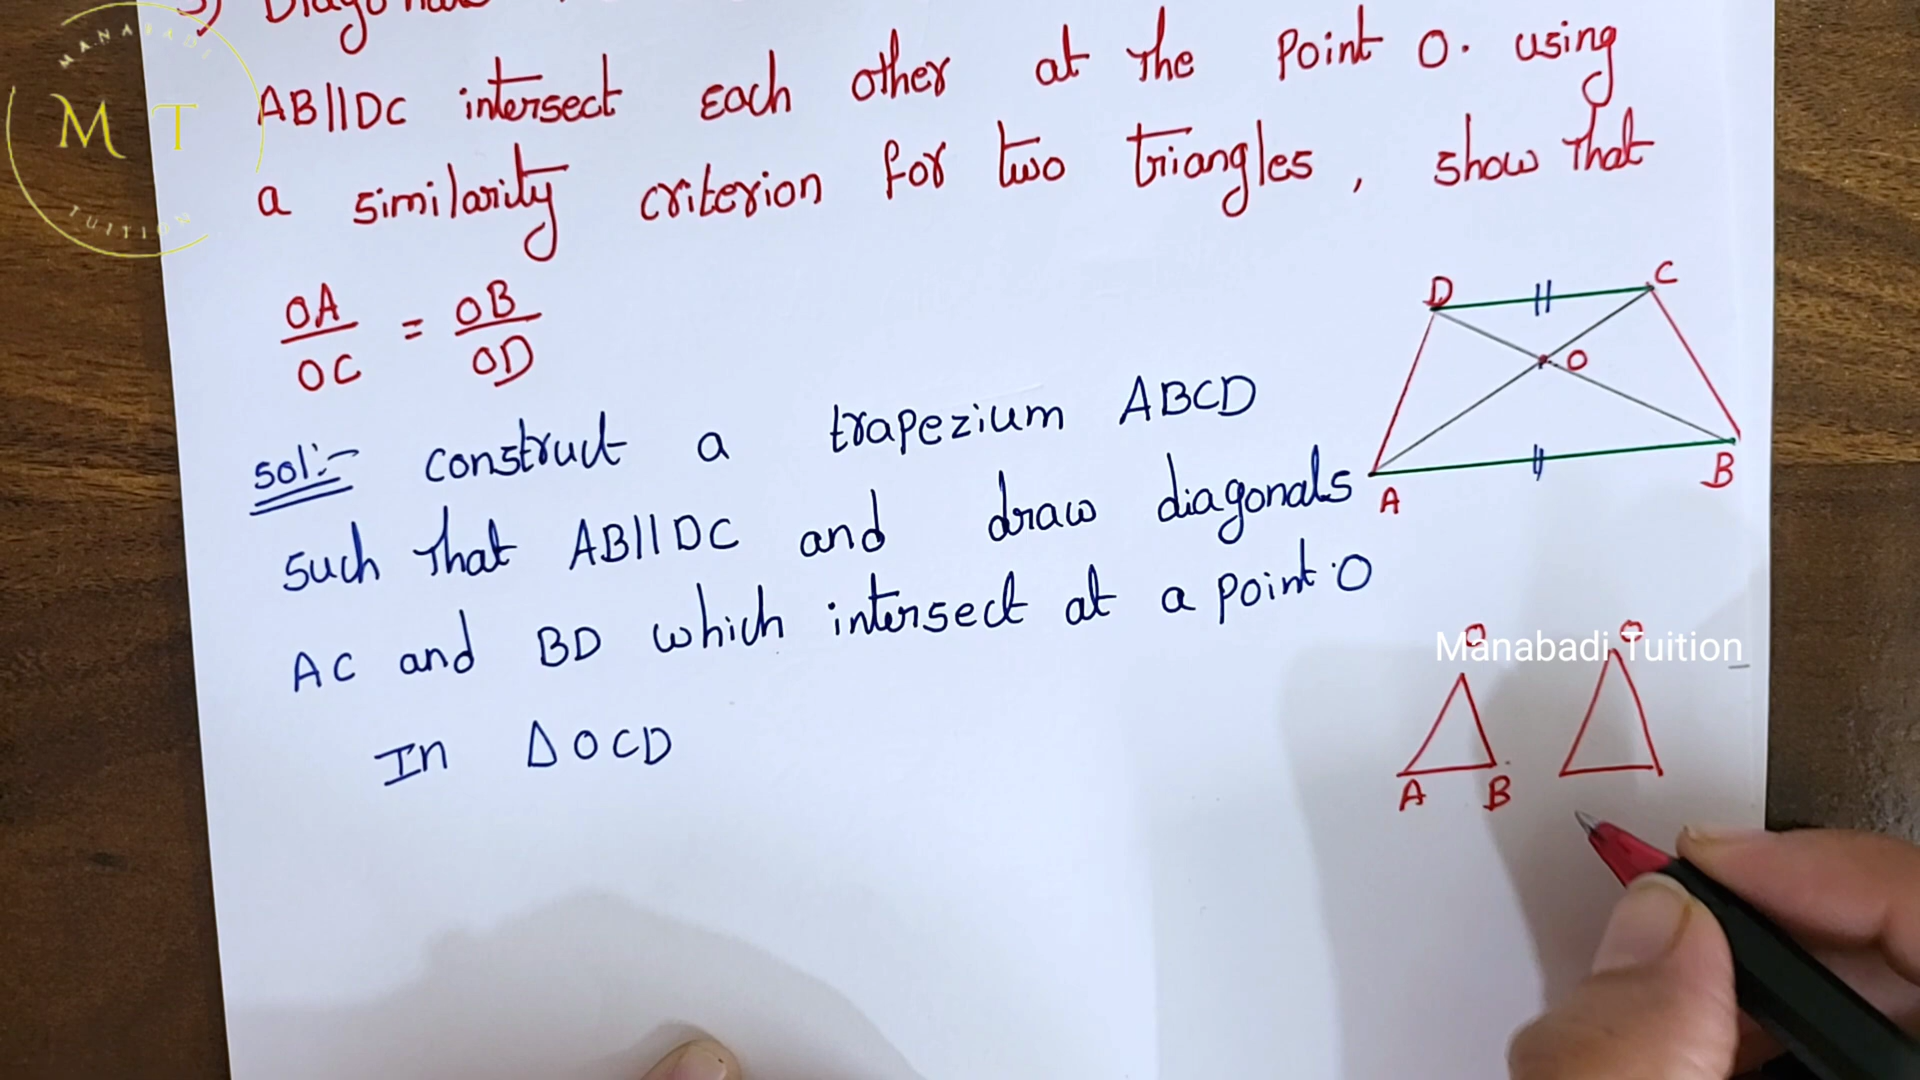 3) Diagonals
AB||DC intersect each other at the point O. using
a similarity criterion for two triangles, show that
OA/OC = OB/OD
Sol:- construct a trapezium ABCD
such that AB||DC and draw diagonals
AC and BD which intersect at a point O
In ΔOCD
D C
O
A B
O O
A B
MANABADI
M T
TUITION
Manabadi Tuition